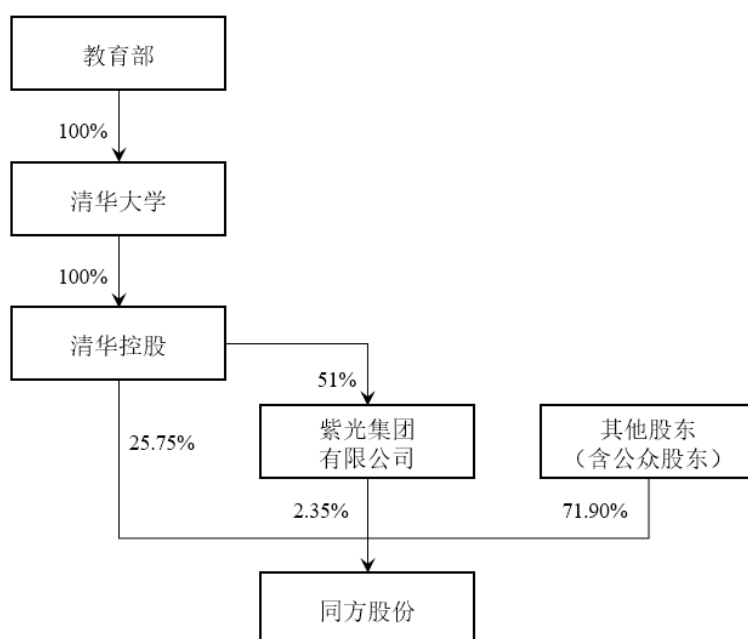 教育部
100%
清华大学
100%
清华控股
51%
25.75%
紫光集团
有限公司
其他股东
（含公众股东）
2.35%
71.90%
同方股份